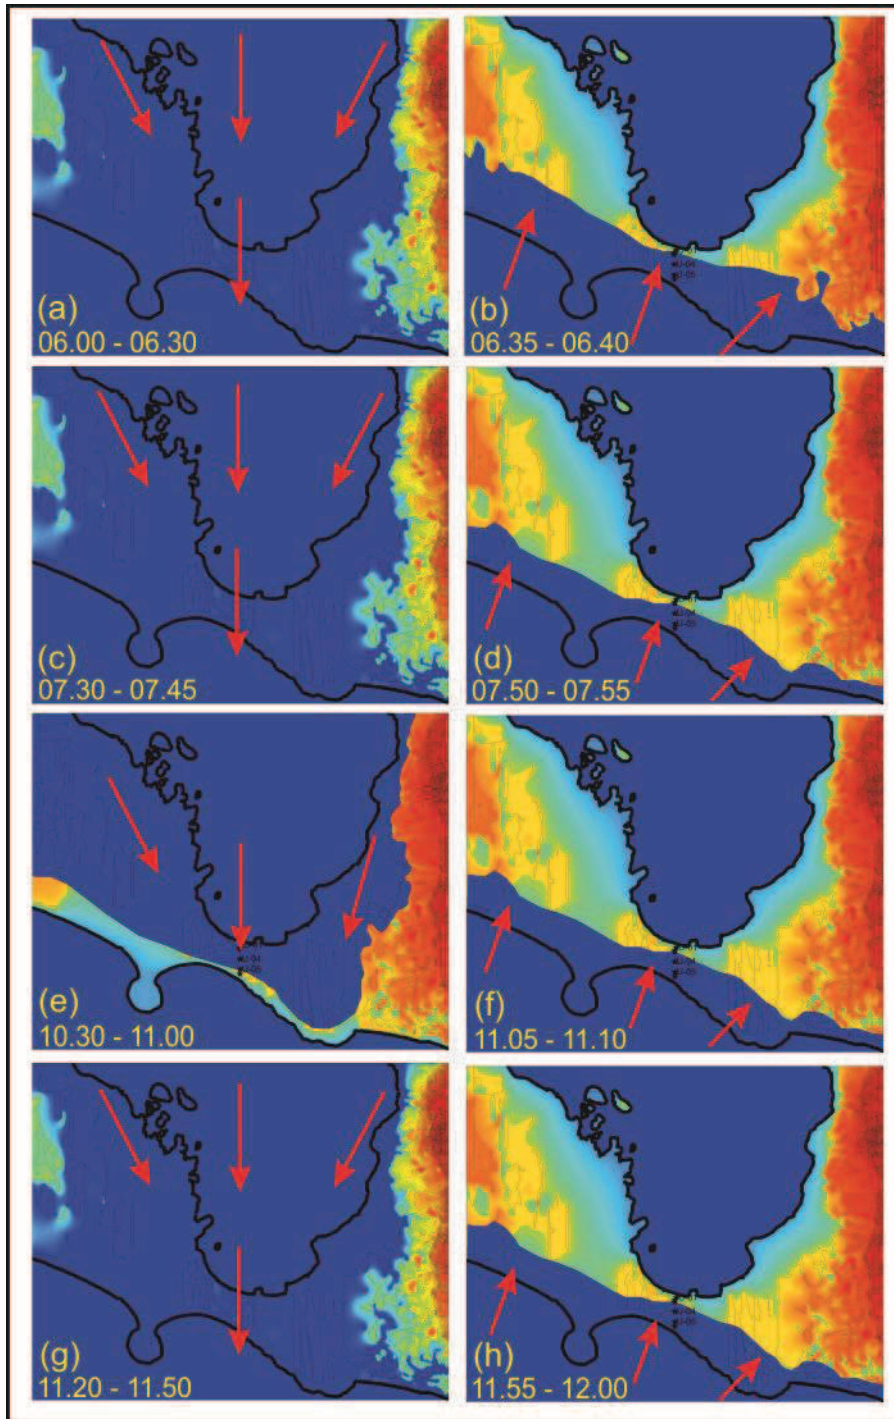 (a)
06.00 - 06.30
(b)
06.35 - 06.40
(c)
07.30 - 07.45
(d)
07.50 - 07.55
(e)
10.30 - 11.00
(f)
11.05 - 11.10
(g)
11.20 - 11.50
(h)
11.55 - 12.00